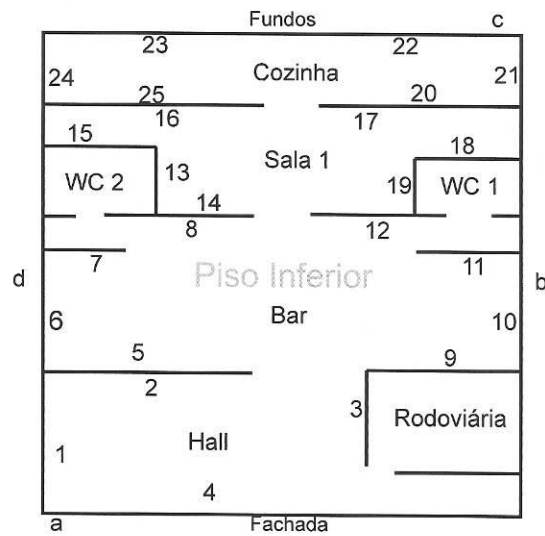 Fundos c
23 22
Cozinha
24 21
25 20
16 17
15 18
Sala 1
13
WC 2 19 WC 1
14
8 12
7 11
d Piso Inferior b
6 Bar 10
5 9
2
3 Rodoviária
Hall
1
4
a Fachada